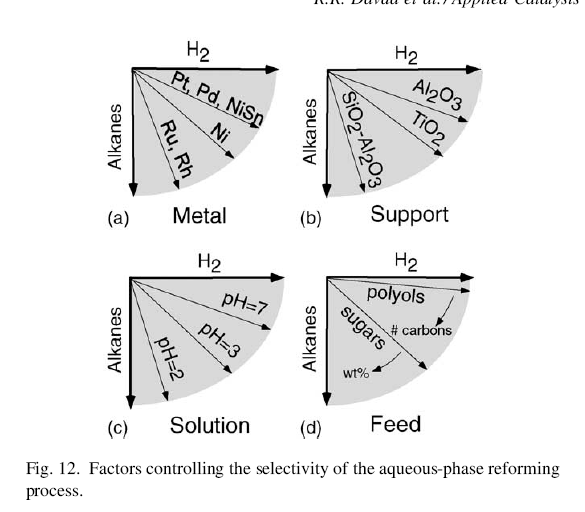 R.R. Davda et al. / Applied Catalysis
H2
Alkanes
Pt, Pd, NiSn
Ni
Ru, Rh
(a) Metal
H2
Alkanes
Al2O3
TiO2
SiO2-Al2O3
(b) Support
H2
Alkanes
pH=7
pH=3
pH=2
(c) Solution
H2
Alkanes
polyols
# carbons
sugars
wt%
(d) Feed
Fig. 12. Factors controlling the selectivity of the aqueous-phase reforming
process.